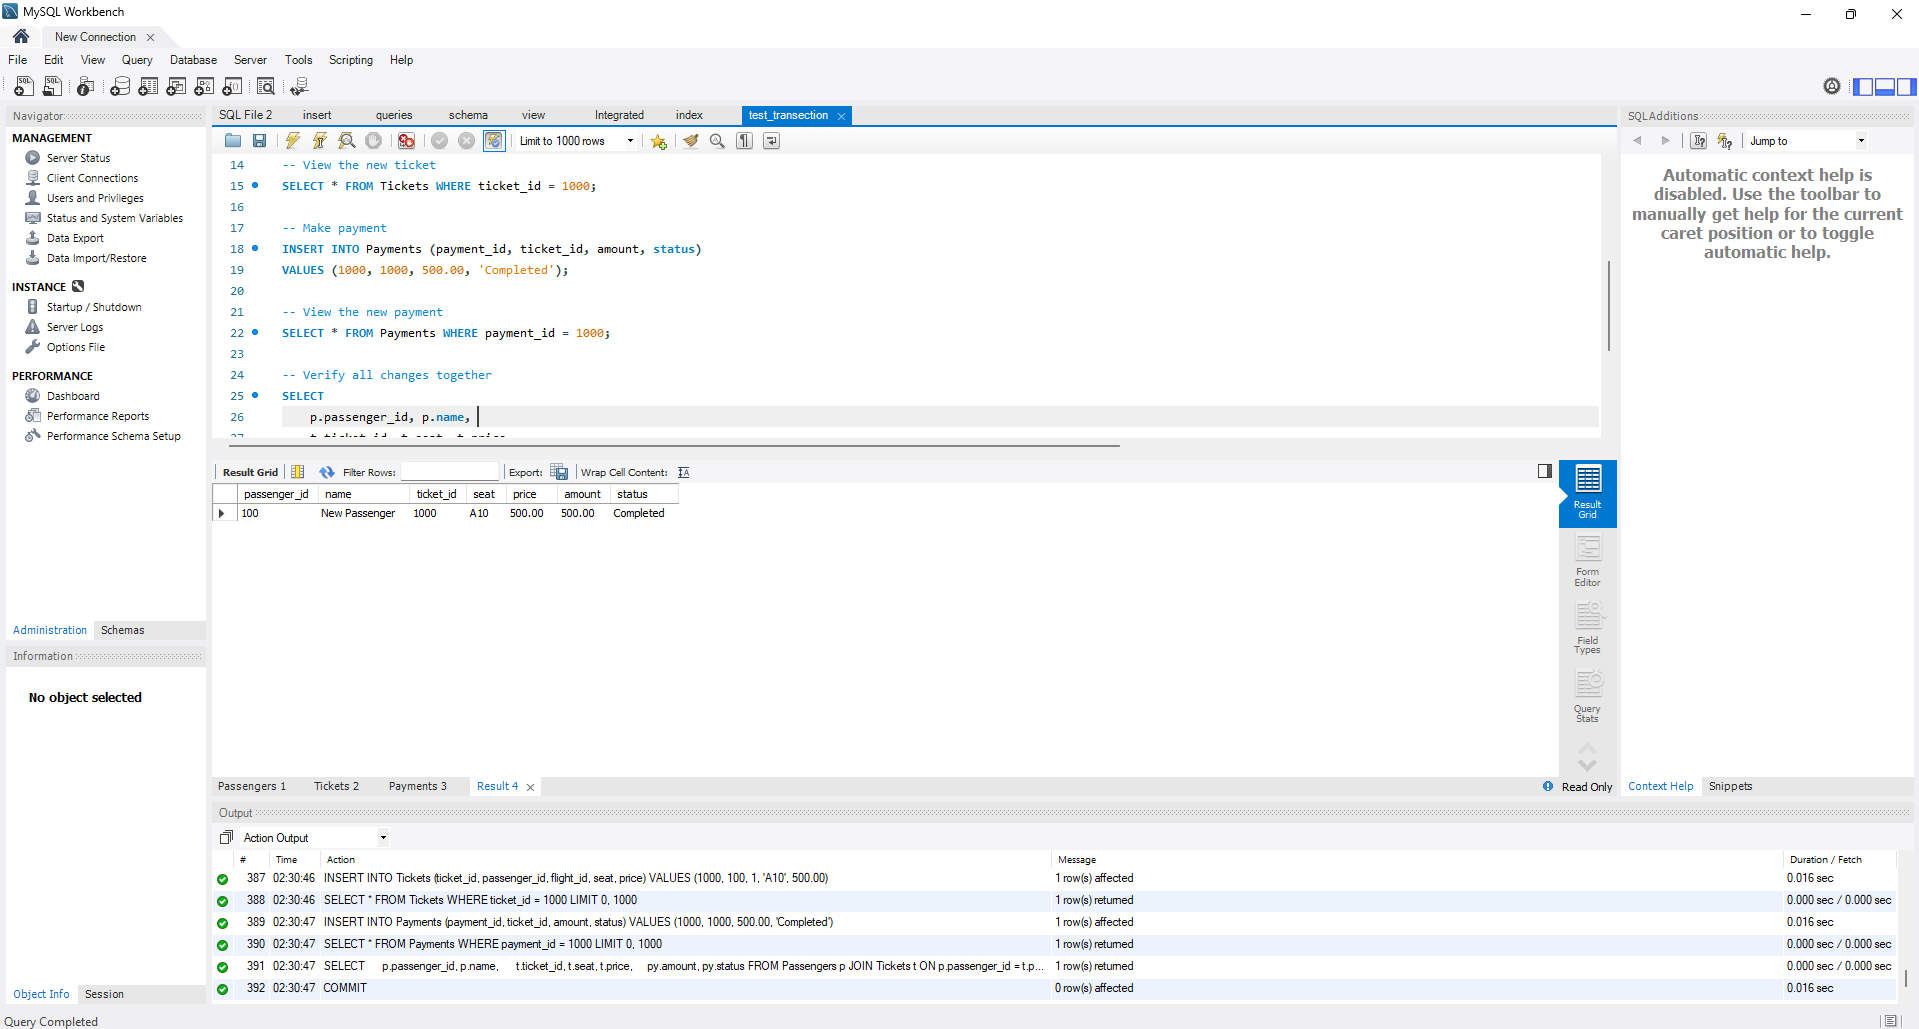 MySQL Workbench
New Connection
File Edit View Query Database Server Tools Scripting Help
Navigator
MANAGEMENT
Server Status
Client Connections
Users and Privileges
Status and System Variables
Data Export
Data Import/Restore
INSTANCE
Startup / Shutdown
Server Logs
Options File
PERFORMANCE
Dashboard
Performance Reports
Performance Schema Setup
Administration Schemas
Information
No object selected
Object Info Session
SQL File 2 insert queries schema view Integrated index test_transection
Limit to 1000 rows
14 -- View the new ticket
15 SELECT * FROM Tickets WHERE ticket_id = 1000;
16
17 -- Make payment
18 INSERT INTO Payments (payment_id, ticket_id, amount, status)
19 VALUES (1000, 1000, 500.00, 'Completed');
20
21 -- View the new payment
22 SELECT * FROM Payments WHERE payment_id = 1000;
23
24 -- Verify all changes together
25 SELECT
26 p.passenger_id, p.name,
27 t.ticket_id, t.seat, t.price,
Result Grid Filter Rows: Export: Wrap Cell Content:
passenger_id name ticket_id seat price amount status
100 New Passenger 1000 A10 500.00 500.00 Completed
Result Grid
Form Editor
Field Types
Query Stats
Passengers 1 Tickets 2 Payments 3 Result 4
Read Only
SQLAdditions
Jump to
Automatic context help is
disabled. Use the toolbar to
manually get help for the current
caret position or to toggle
automatic help.
Context Help Snippets
Output
Action Output
# Time Action Message Duration / Fetch
387 02:30:46 INSERT INTO Tickets (ticket_id, passenger_id, flight_id, seat, price) VALUES (1000, 100, 1, 'A10', 500.00) 1 row(s) affected 0.016 sec
388 02:30:46 SELECT * FROM Tickets WHERE ticket_id = 1000 LIMIT 0, 1000 1 row(s) returned 0.000 sec / 0.000 sec
389 02:30:47 INSERT INTO Payments (payment_id, ticket_id, amount, status) VALUES (1000, 1000, 500.00, 'Completed') 1 row(s) affected 0.016 sec
390 02:30:47 SELECT * FROM Payments WHERE payment_id = 1000 LIMIT 0, 1000 1 row(s) returned 0.000 sec / 0.000 sec
391 02:30:47 SELECT p.passenger_id, p.name, t.ticket_id, t.seat, t.price, py.amount, py.status FROM Passengers p JOIN Tickets t ON p.passenger_id = t.p... 1 row(s) returned 0.000 sec / 0.000 sec
392 02:30:47 COMMIT 0 row(s) affected 0.016 sec
Query Completed